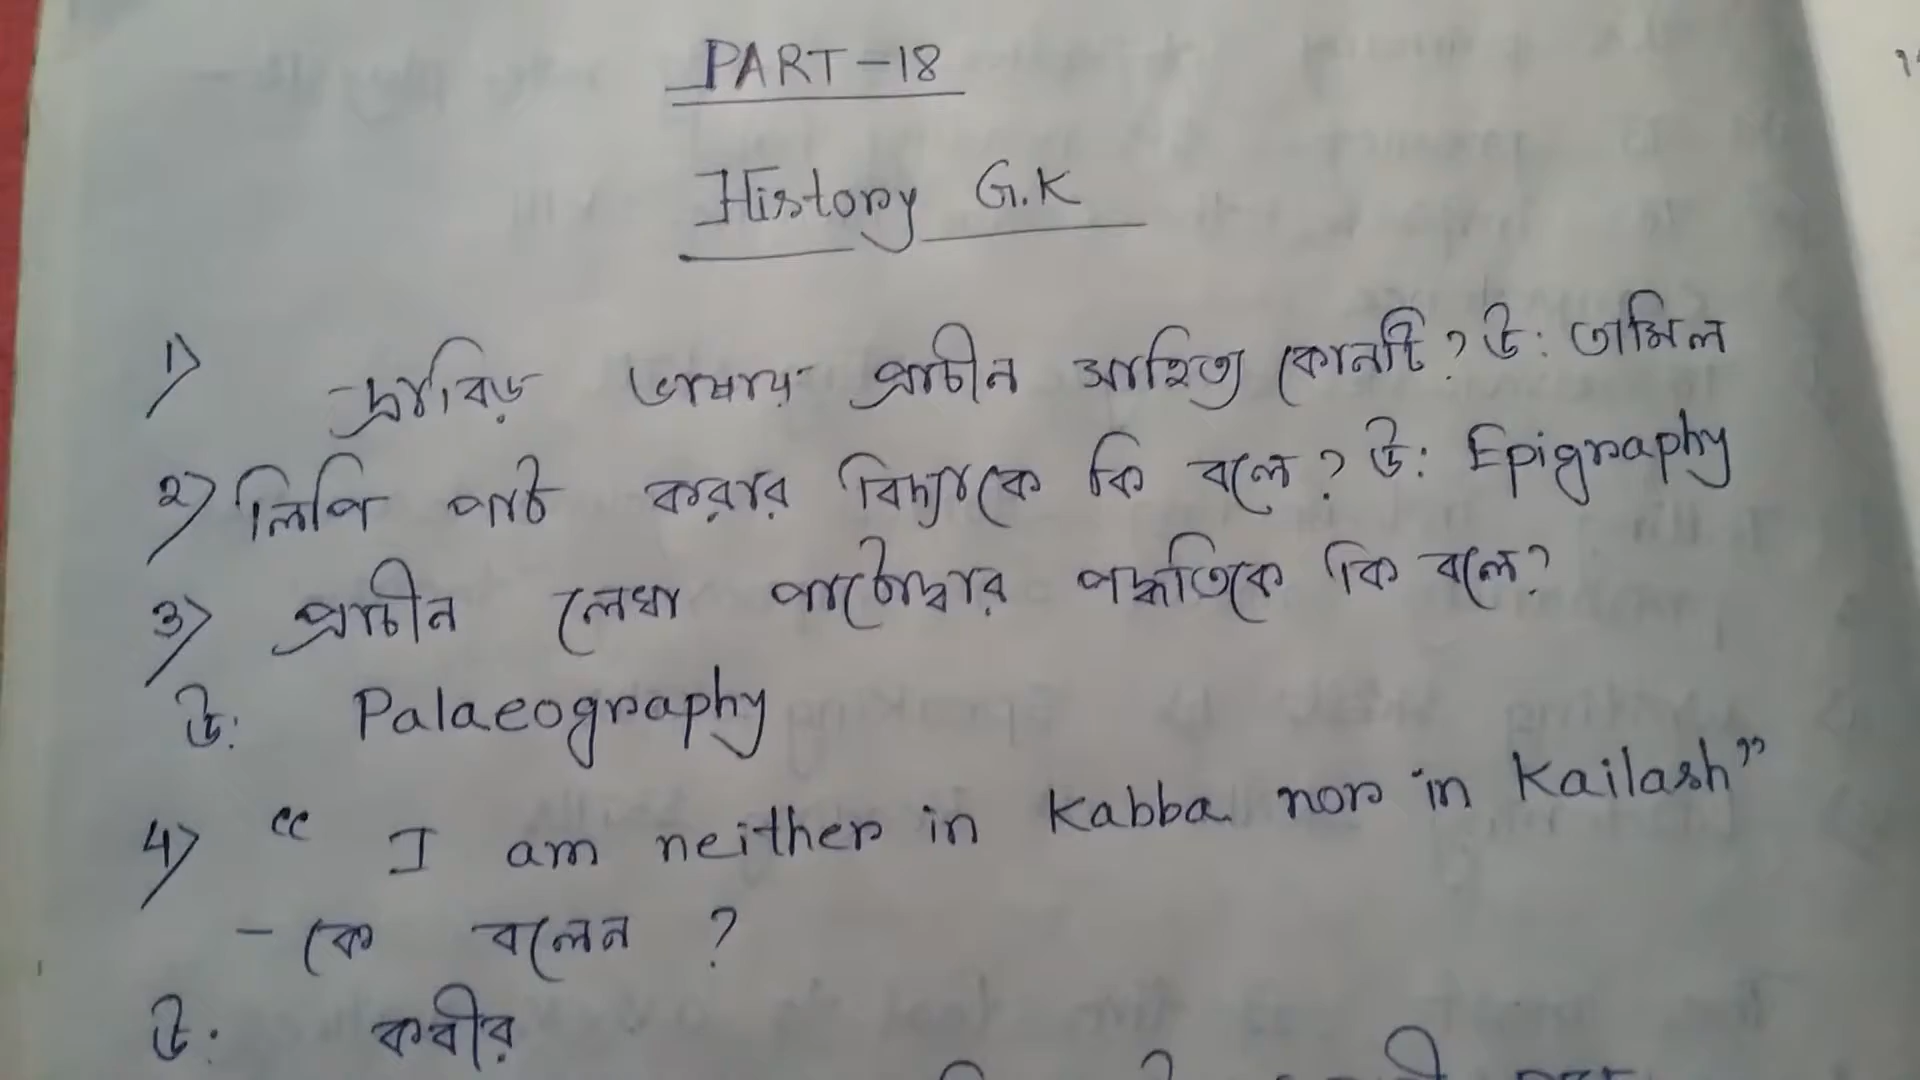 PART-18
History G.K
1) দ্রাবিড় ভাষায় প্রাচীন সাহিত্য কোনটি? উ: তামিল
২) লিপি পাঠ করার বিদ্যাকে কি বলে? উ: Epigraphy
3) প্রাচীন লেখা পাঠোদ্ধার পদ্ধতিকে কি বলে?
উ: Palaeography
4) "I am neither in Kabba nor in Kailash"
- কে বলেন ?
উ: কবীর